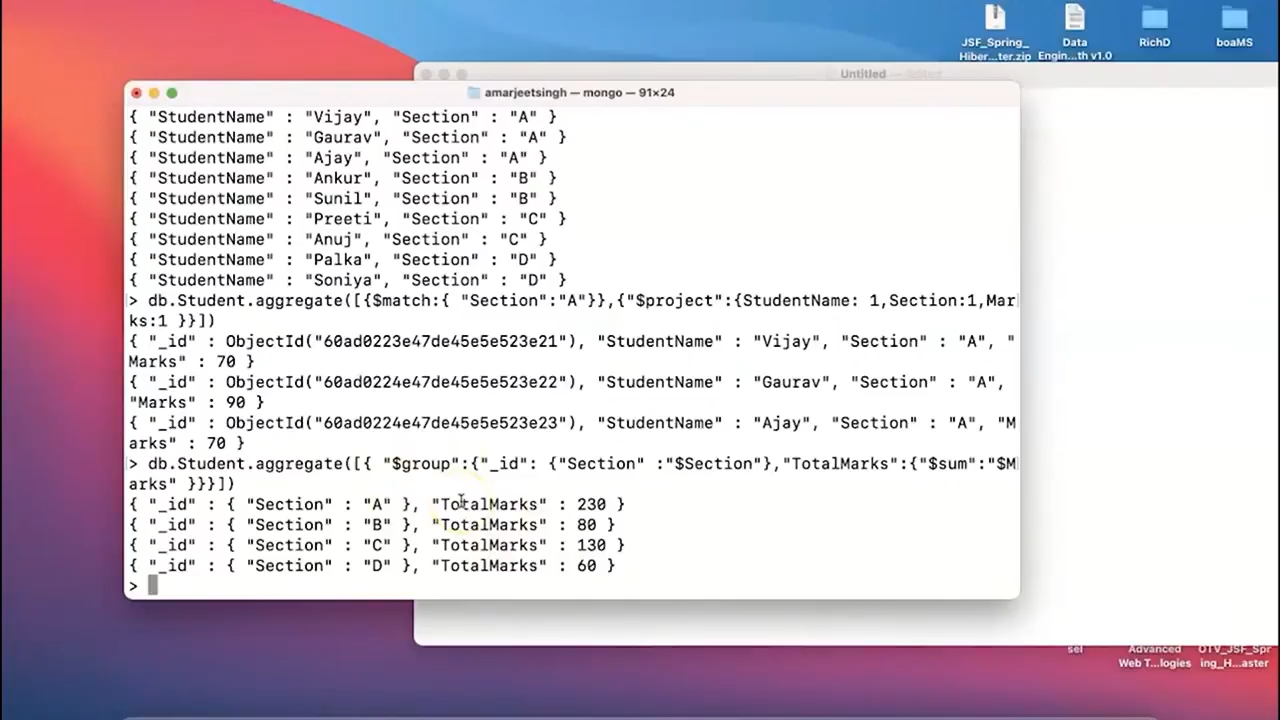 JSF_Spring_
Hiber...ter.zip
Data
Engin...th v1.0
RichD
boaMS
Untitled — Edited
amarjeetsingh — mongo — 91×24
{ "StudentName" : "Vijay", "Section" : "A" }
{ "StudentName" : "Gaurav", "Section" : "A" }
{ "StudentName" : "Ajay", "Section" : "A" }
{ "StudentName" : "Ankur", "Section" : "B" }
{ "StudentName" : "Sunil", "Section" : "B" }
{ "StudentName" : "Preeti", "Section" : "C" }
{ "StudentName" : "Anuj", "Section" : "C" }
{ "StudentName" : "Palka", "Section" : "D" }
{ "StudentName" : "Soniya", "Section" : "D" }
> db.Student.aggregate([{$match:{ "Section":"A"}},{"$project":{StudentName: 1,Section:1,Mar
ks:1 }}])
{ "_id" : ObjectId("60ad0223e47de45e5e523e21"), "StudentName" : "Vijay", "Section" : "A", "
Marks" : 70 }
{ "_id" : ObjectId("60ad0224e47de45e5e523e22"), "StudentName" : "Gaurav", "Section" : "A",
"Marks" : 90 }
{ "_id" : ObjectId("60ad0224e47de45e5e523e23"), "StudentName" : "Ajay", "Section" : "A", "M
arks" : 70 }
> db.Student.aggregate([{ "$group":{"_id": {"Section" :"$Section"},"TotalMarks":{"$sum":"$M
arks" }}}])
{ "_id" : { "Section" : "A" }, "TotalMarks" : 230 }
{ "_id" : { "Section" : "B" }, "TotalMarks" : 80 }
{ "_id" : { "Section" : "C" }, "TotalMarks" : 130 }
{ "_id" : { "Section" : "D" }, "TotalMarks" : 60 }
>
sel
Advanced
Web T...logies
OTV_JSF_Spr
ing_H...aster